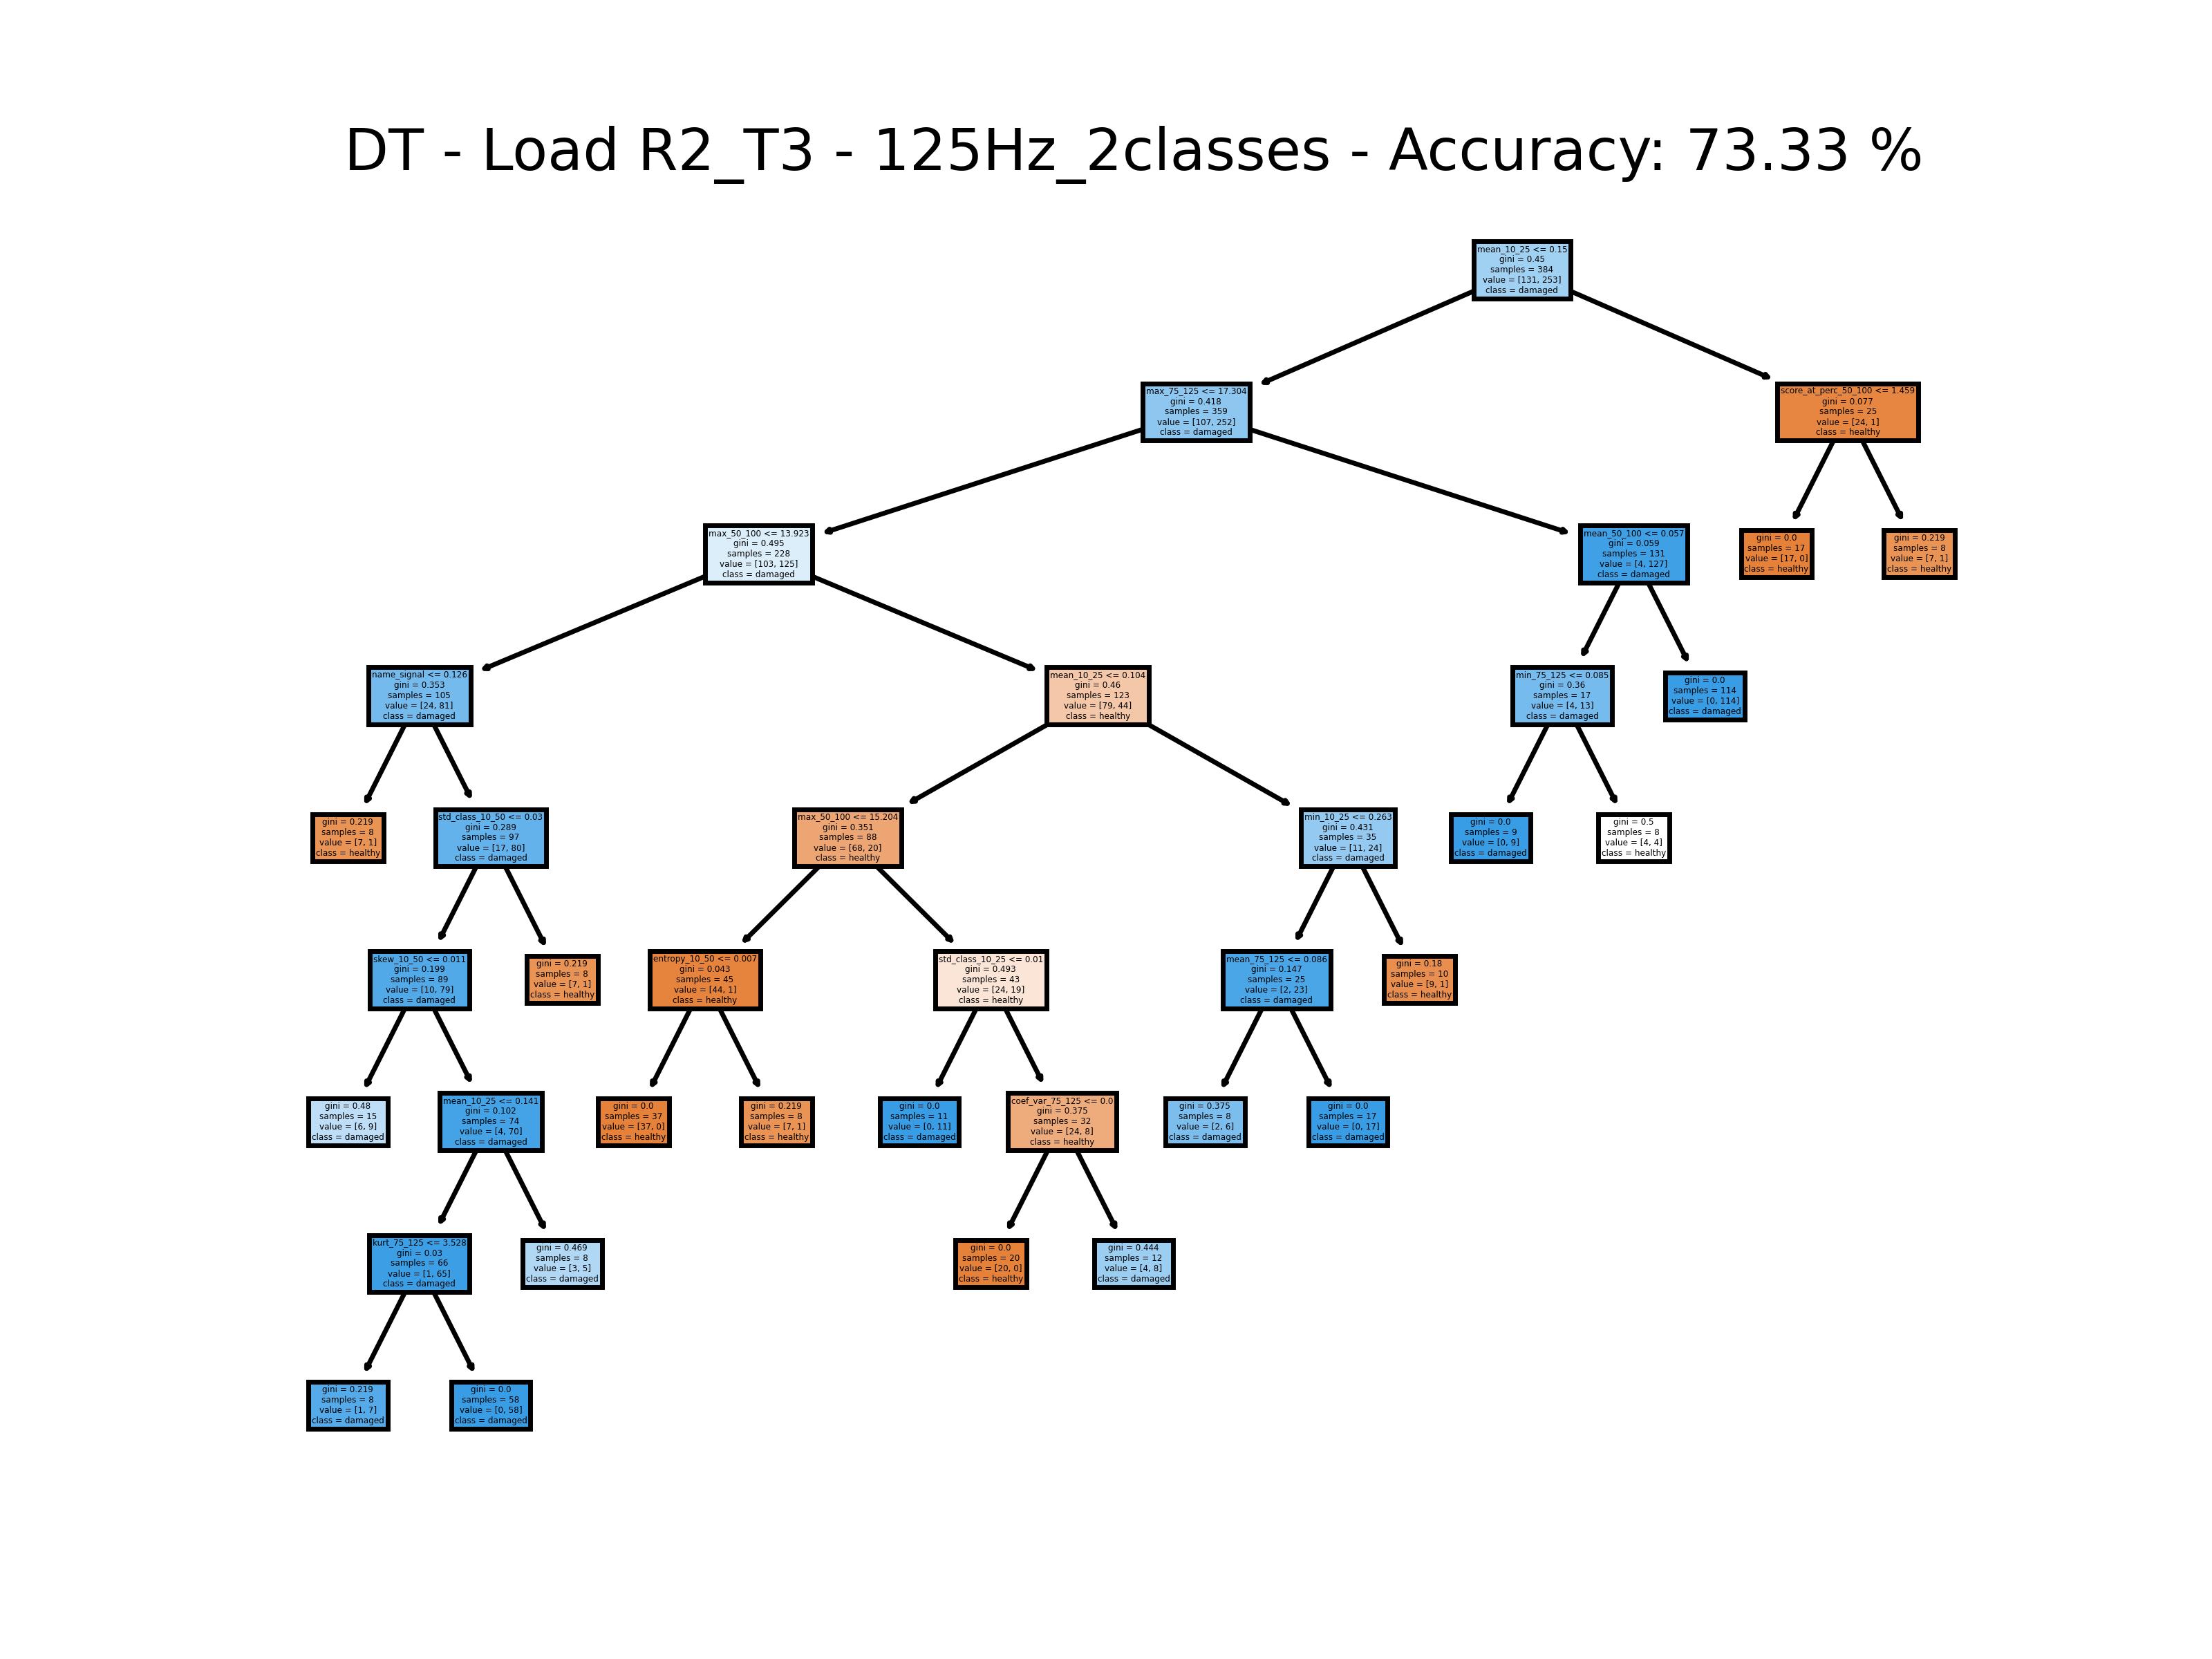 DT - Load R2_T3 - 125Hz_2classes - Accuracy: 73.33 %
mean_10_25 <= 0.15
gini = 0.45
samples = 384
value = [131, 253]
class = damaged
max_75_125 <= 17.304
gini = 0.418
samples = 359
value = [107, 252]
class = damaged
score_at_perc_50_100 <= 1.459
gini = 0.077
samples = 25
value = [24, 1]
class = healthy
max_50_100 <= 13.923
gini = 0.495
samples = 228
value = [103, 125]
class = damaged
mean_50_100 <= 0.057
gini = 0.059
samples = 131
value = [4, 127]
class = damaged
gini = 0.0
samples = 17
value = [17, 0]
class = healthy
gini = 0.219
samples = 8
value = [7, 1]
class = healthy
name_signal <= 0.126
gini = 0.353
samples = 105
value = [24, 81]
class = damaged
mean_10_25 <= 0.104
gini = 0.46
samples = 123
value = [79, 44]
class = healthy
min_75_125 <= 0.085
gini = 0.36
samples = 17
value = [4, 13]
class = damaged
gini = 0.0
samples = 114
value = [0, 114]
class = damaged
gini = 0.219
samples = 8
value = [7, 1]
class = healthy
std_class_10_50 <= 0.03
gini = 0.289
samples = 97
value = [17, 80]
class = damaged
max_50_100 <= 15.204
gini = 0.351
samples = 88
value = [68, 20]
class = healthy
min_10_25 <= 0.263
gini = 0.431
samples = 35
value = [11, 24]
class = damaged
gini = 0.0
samples = 9
value = [0, 9]
class = damaged
gini = 0.5
samples = 8
value = [4, 4]
class = healthy
skew_10_50 <= 0.011
gini = 0.199
samples = 89
value = [10, 79]
class = damaged
gini = 0.219
samples = 8
value = [7, 1]
class = healthy
entropy_10_50 <= 0.007
gini = 0.043
samples = 45
value = [44, 1]
class = healthy
std_class_10_25 <= 0.01
gini = 0.493
samples = 43
value = [24, 19]
class = healthy
mean_75_125 <= 0.086
gini = 0.147
samples = 25
value = [2, 23]
class = damaged
gini = 0.18
samples = 10
value = [9, 1]
class = healthy
gini = 0.48
samples = 15
value = [6, 9]
class = damaged
mean_10_25 <= 0.141
gini = 0.102
samples = 74
value = [4, 70]
class = damaged
gini = 0.0
samples = 37
value = [37, 0]
class = healthy
gini = 0.219
samples = 8
value = [7, 1]
class = healthy
gini = 0.0
samples = 11
value = [0, 11]
class = damaged
coef_var_75_125 <= 0.0
gini = 0.375
samples = 32
value = [24, 8]
class = healthy
gini = 0.375
samples = 8
value = [2, 6]
class = damaged
gini = 0.0
samples = 17
value = [0, 17]
class = damaged
kurt_75_125 <= 3.528
gini = 0.03
samples = 66
value = [1, 65]
class = damaged
gini = 0.469
samples = 8
value = [3, 5]
class = damaged
gini = 0.0
samples = 20
value = [20, 0]
class = healthy
gini = 0.444
samples = 12
value = [4, 8]
class = damaged
gini = 0.219
samples = 8
value = [1, 7]
class = damaged
gini = 0.0
samples = 58
value = [0, 58]
class = damaged